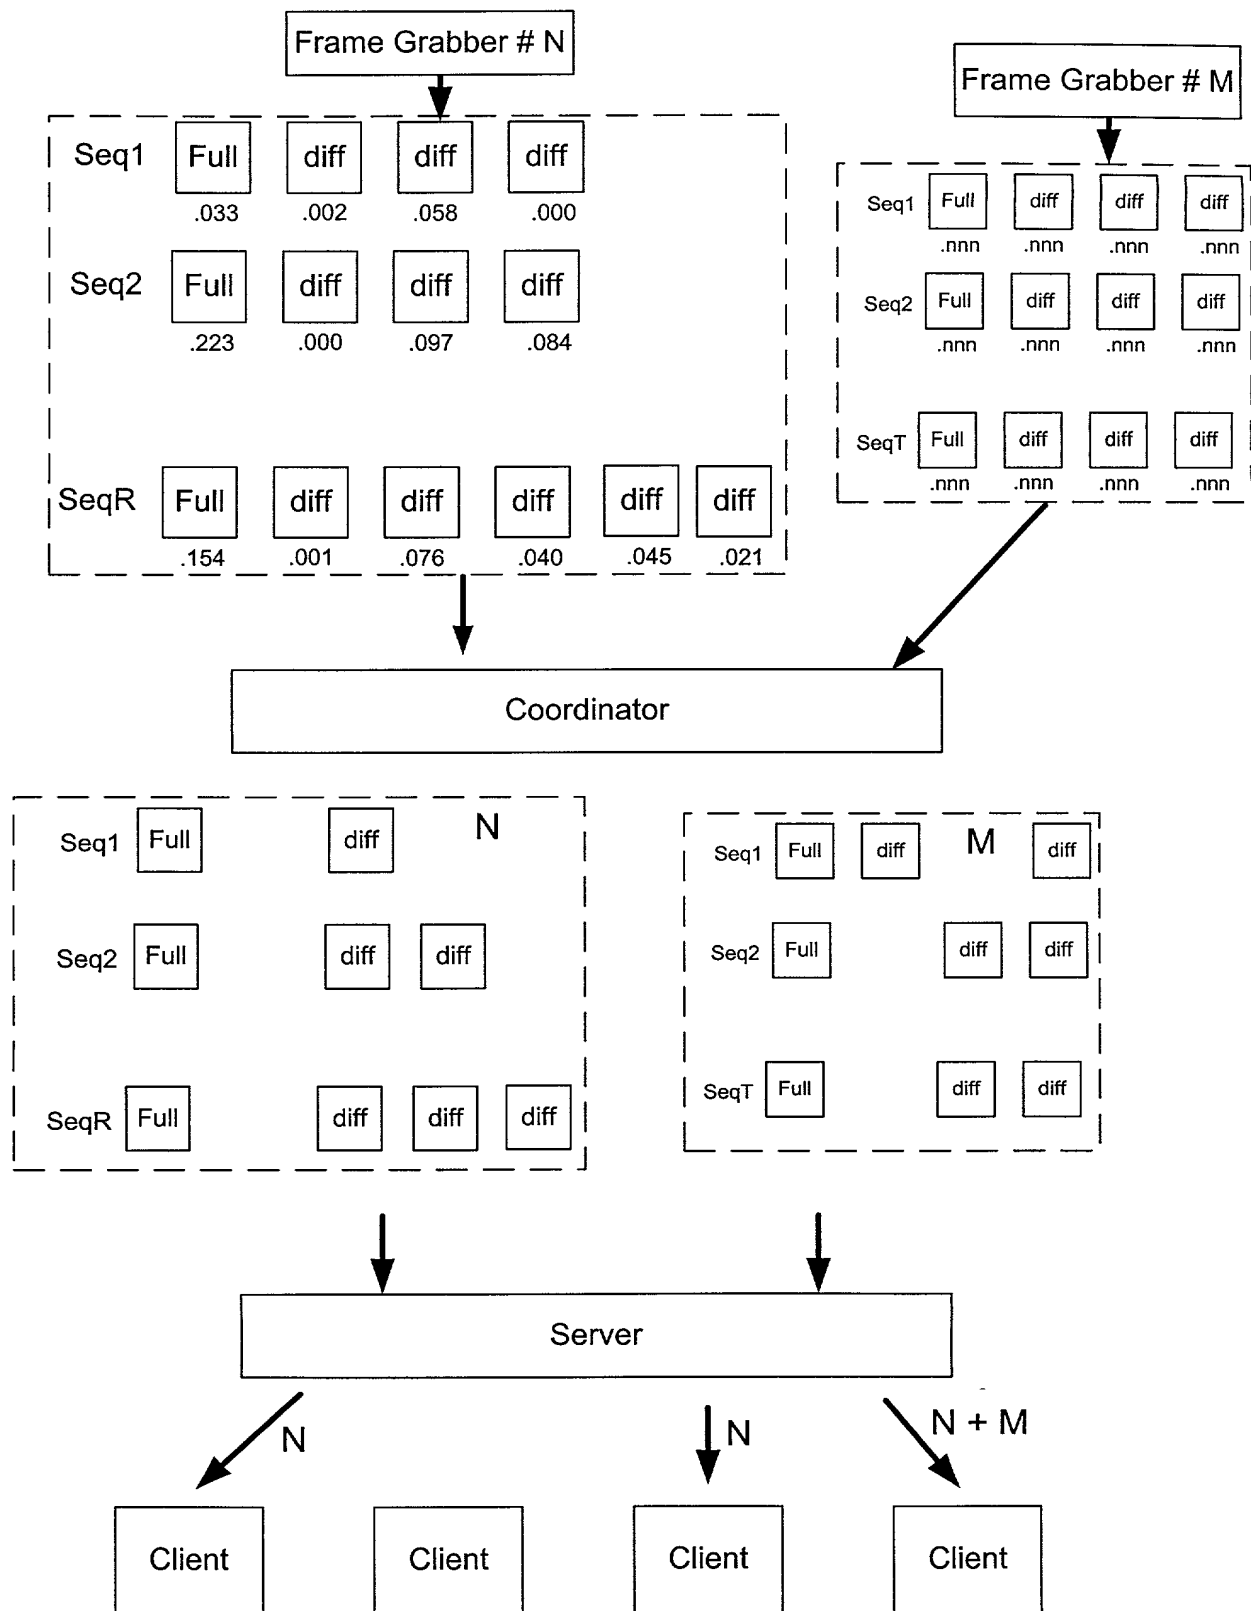 Frame Grabber # N
Frame Grabber # M
Seq1 Full diff diff diff
.033 .002 .058 .000
Seq2 Full diff diff diff
.223 .000 .097 .084
SeqR Full diff diff diff diff diff
.154 .001 .076 .040 .045 .021
Seq1 Full diff diff diff
.nnn .nnn .nnn .nnn
Seq2 Full diff diff diff
.nnn .nnn .nnn .nnn
SeqT Full diff diff diff
.nnn .nnn .nnn .nnn
Coordinator
Seq1 Full diff N
Seq2 Full diff diff
SeqR Full diff diff diff
Seq1 Full diff M diff
Seq2 Full diff diff
SeqT Full diff diff
Server
N N N + M
Client Client Client Client